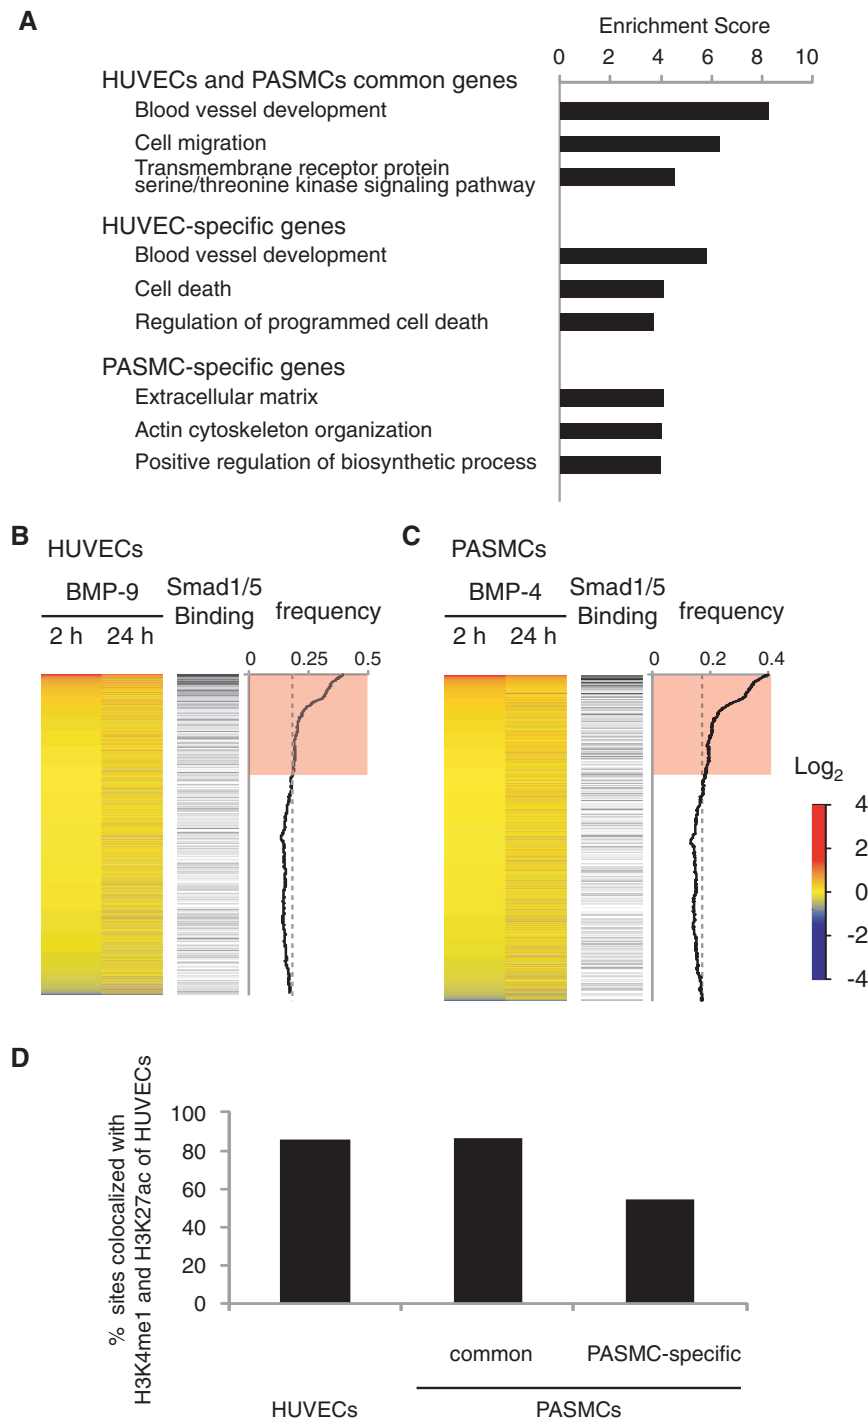 A
Enrichment Score
0 2 4 6 8 10
HUVECs and PASMCs common genes
Blood vessel development
Cell migration
Transmembrane receptor protein
serine/threonine kinase signaling pathway
HUVEC-specific genes
Blood vessel development
Cell death
Regulation of programmed cell death
PASMC-specific genes
Extracellular matrix
Actin cytoskeleton organization
Positive regulation of biosynthetic process
B
HUVECs
BMP-9
2 h 24 h
Smad1/5
Binding
frequency
0 0.25 0.5
C
PASMCs
BMP-4
2 h 24 h
Smad1/5
Binding
frequency
0 0.2 0.4
Log2
4
2
0
-2
-4
D
% sites colocalized with
H3K4me1 and H3K27ac of HUVECs
100
80
60
40
20
0
common PASMC-specific
HUVECs PASMCs